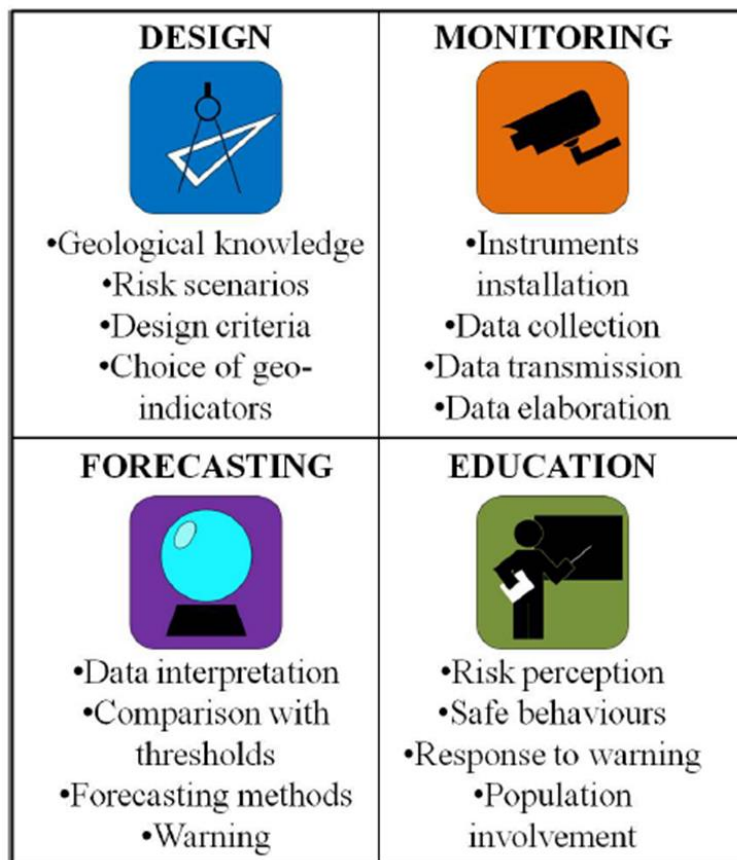 DESIGN
•Geological knowledge
•Risk scenarios
•Design criteria
•Choice of geo-
indicators
MONITORING
•Instruments
installation
•Data collection
•Data transmission
•Data elaboration
FORECASTING
•Data interpretation
•Comparison with
thresholds
•Forecasting methods
•Warning
EDUCATION
•Risk perception
•Safe behaviours
•Response to warning
•Population
involvement